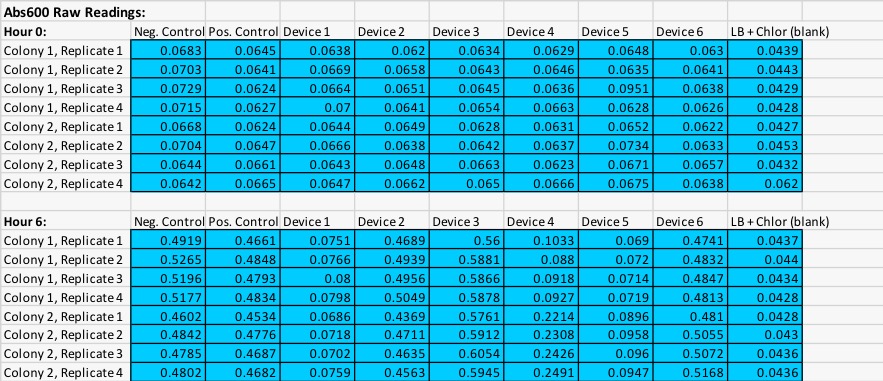 Abs600 Raw Readings:
Hour 0: Neg. Control Pos. Control Device 1 Device 2 Device 3 Device 4 Device 5 Device 6 LB + Chlor (blank)
Colony 1, Replicate 1 0.0683 0.0645 0.0638 0.062 0.0634 0.0629 0.0648 0.063 0.0439
Colony 1, Replicate 2 0.0703 0.0641 0.0669 0.0658 0.0643 0.0646 0.0635 0.0641 0.0443
Colony 1, Replicate 3 0.0729 0.0624 0.0664 0.0651 0.0645 0.0636 0.0951 0.0638 0.0429
Colony 1, Replicate 4 0.0715 0.0627 0.07 0.0641 0.0654 0.0663 0.0628 0.0626 0.0428
Colony 2, Replicate 1 0.0668 0.0624 0.0644 0.0649 0.0628 0.0631 0.0652 0.0622 0.0427
Colony 2, Replicate 2 0.0704 0.0647 0.0666 0.0638 0.0642 0.0637 0.0734 0.0633 0.0453
Colony 2, Replicate 3 0.0644 0.0661 0.0643 0.0648 0.0663 0.0623 0.0671 0.0657 0.0432
Colony 2, Replicate 4 0.0642 0.0665 0.0647 0.0662 0.065 0.0666 0.0675 0.0638 0.062
Hour 6: Neg. Control Pos. Control Device 1 Device 2 Device 3 Device 4 Device 5 Device 6 LB + Chlor (blank)
Colony 1, Replicate 1 0.4919 0.4661 0.0751 0.4689 0.56 0.1033 0.069 0.4741 0.0437
Colony 1, Replicate 2 0.5265 0.4848 0.0766 0.4939 0.5881 0.088 0.072 0.4832 0.044
Colony 1, Replicate 3 0.5196 0.4793 0.08 0.4956 0.5866 0.0918 0.0714 0.4847 0.0434
Colony 1, Replicate 4 0.5177 0.4834 0.0798 0.5049 0.5878 0.0927 0.0719 0.4813 0.0428
Colony 2, Replicate 1 0.4602 0.4534 0.0686 0.4369 0.5761 0.2214 0.0896 0.481 0.0428
Colony 2, Replicate 2 0.4842 0.4776 0.0718 0.4711 0.5912 0.2308 0.0958 0.5055 0.043
Colony 2, Replicate 3 0.4785 0.4687 0.0702 0.4635 0.6054 0.2426 0.096 0.5072 0.0436
Colony 2, Replicate 4 0.4802 0.4682 0.0759 0.4563 0.5945 0.2491 0.0947 0.5168 0.0436